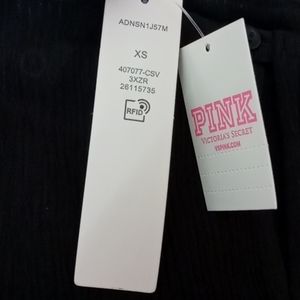 ADNSN1J57M
XS
407077-CSV
3XZR
26115735
RFID
PINK
VICTORIA'S SECRET
VSPINK.COM